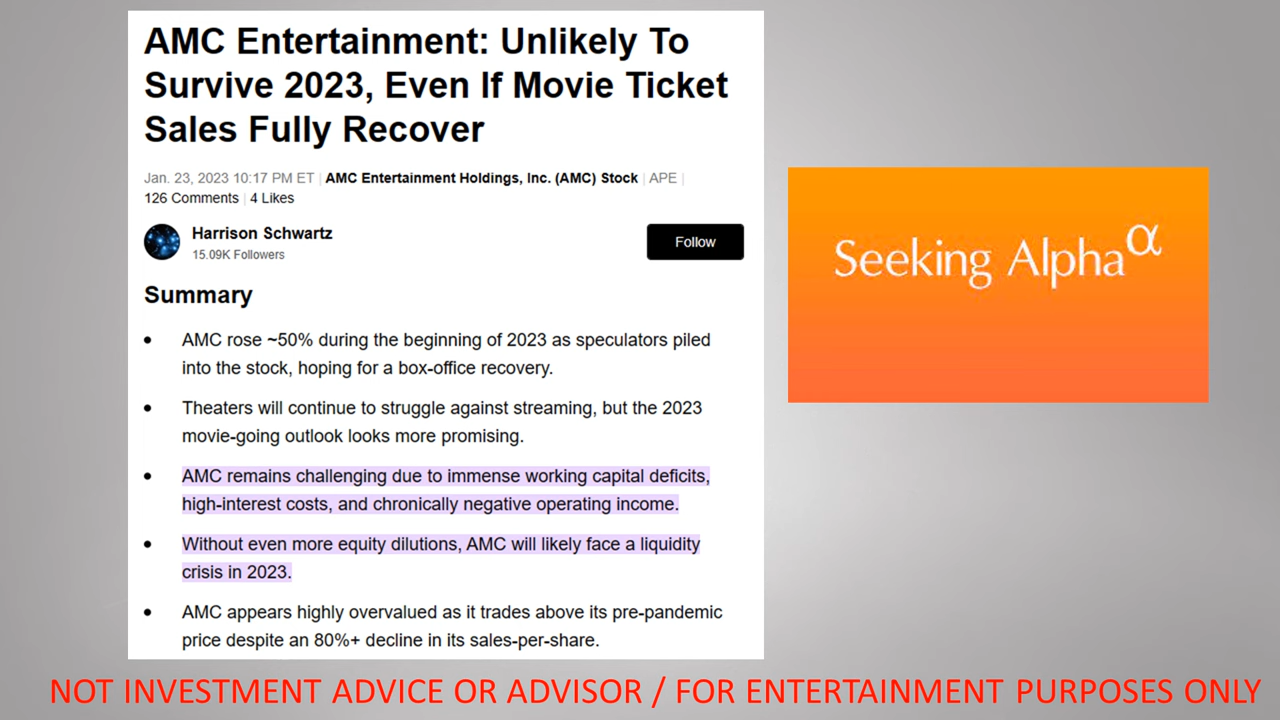 AMC Entertainment: Unlikely To
Survive 2023, Even If Movie Ticket
Sales Fully Recover
Jan. 23, 2023 10:17 PM ET | AMC Entertainment Holdings, Inc. (AMC) Stock | APE |
126 Comments | 4 Likes
Harrison Schwartz
15.09K Followers
Follow
Summary
• AMC rose ~50% during the beginning of 2023 as speculators piled
into the stock, hoping for a box-office recovery.
• Theaters will continue to struggle against streaming, but the 2023
movie-going outlook looks more promising.
• AMC remains challenging due to immense working capital deficits,
high-interest costs, and chronically negative operating income.
• Without even more equity dilutions, AMC will likely face a liquidity
crisis in 2023.
• AMC appears highly overvalued as it trades above its pre-pandemic
price despite an 80%+ decline in its sales-per-share.
Seeking Alpha α
NOT INVESTMENT ADVICE OR ADVISOR / FOR ENTERTAINMENT PURPOSES ONLY